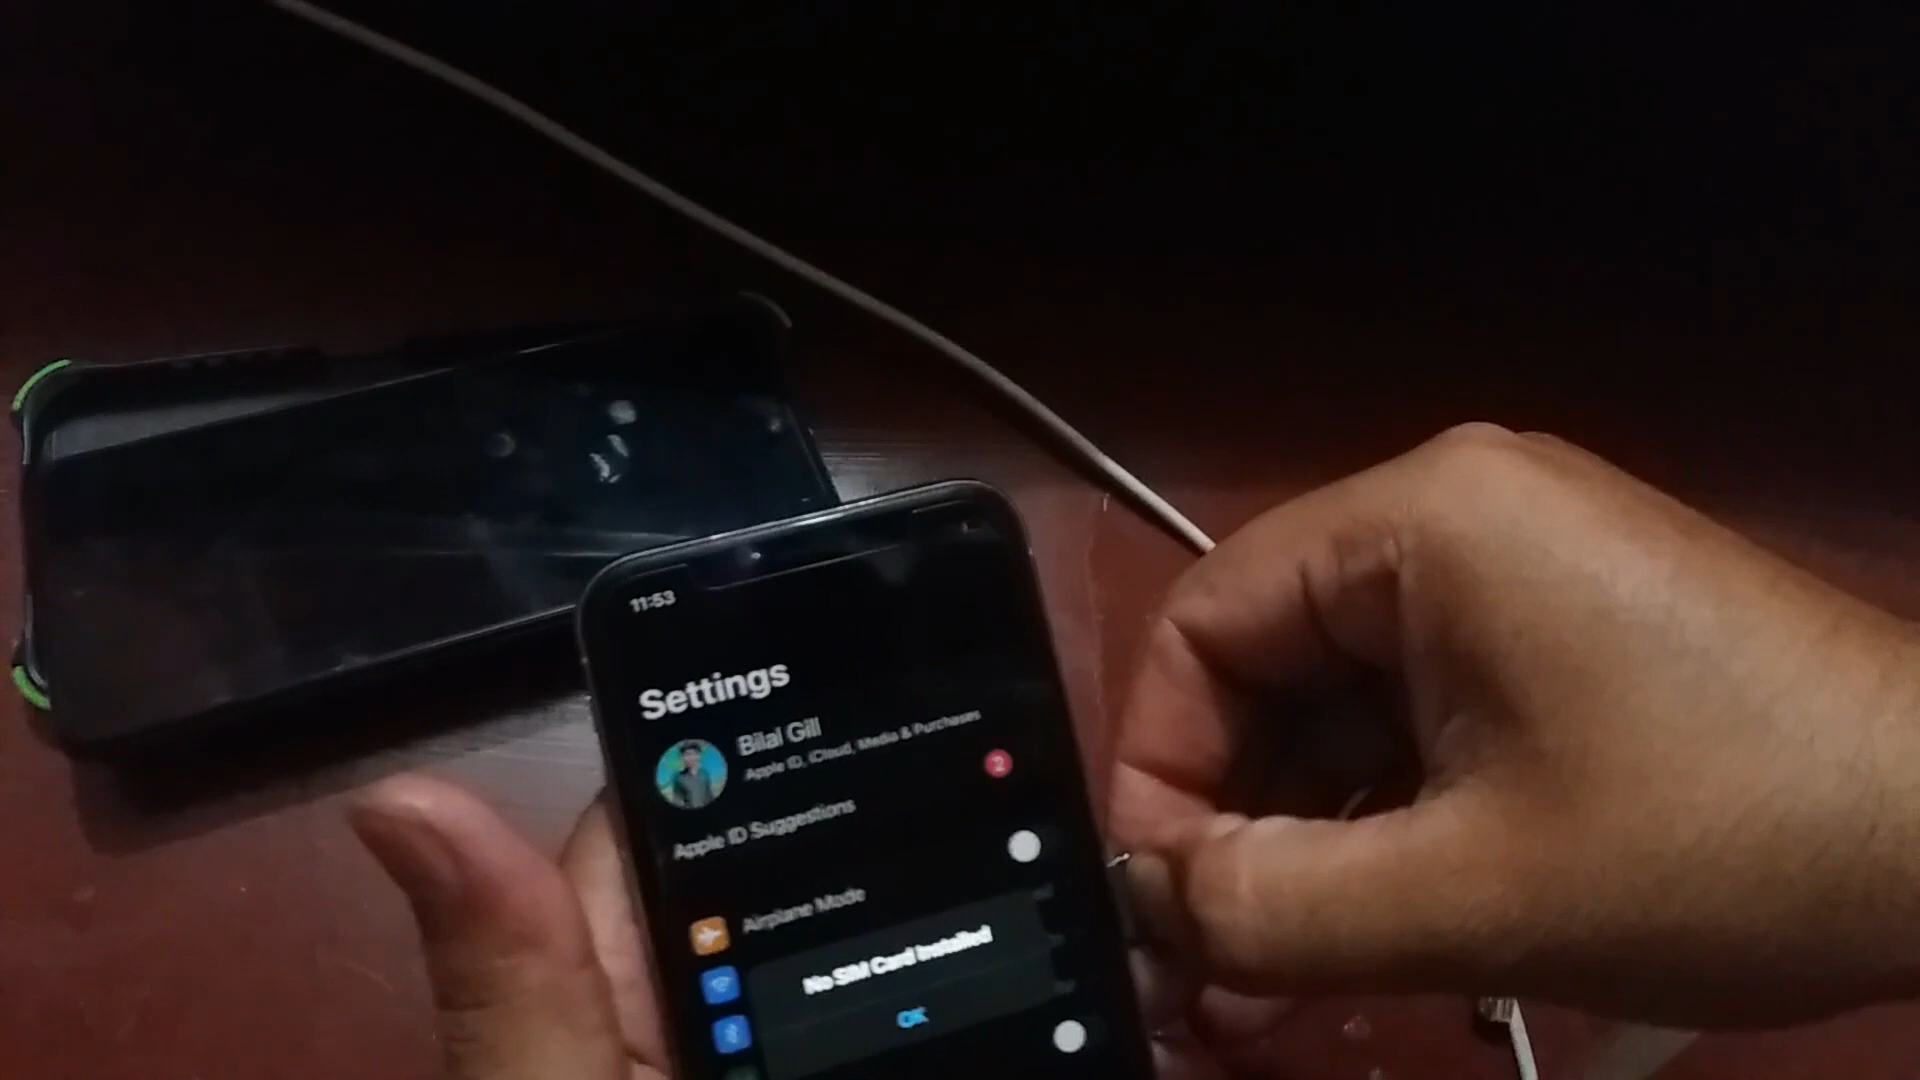 11:53
Settings
Bilal Gill
Apple ID, iCloud, Media & Purchases
2
Apple ID Suggestions
Airplane Mode
No SIM Card Installed
OK